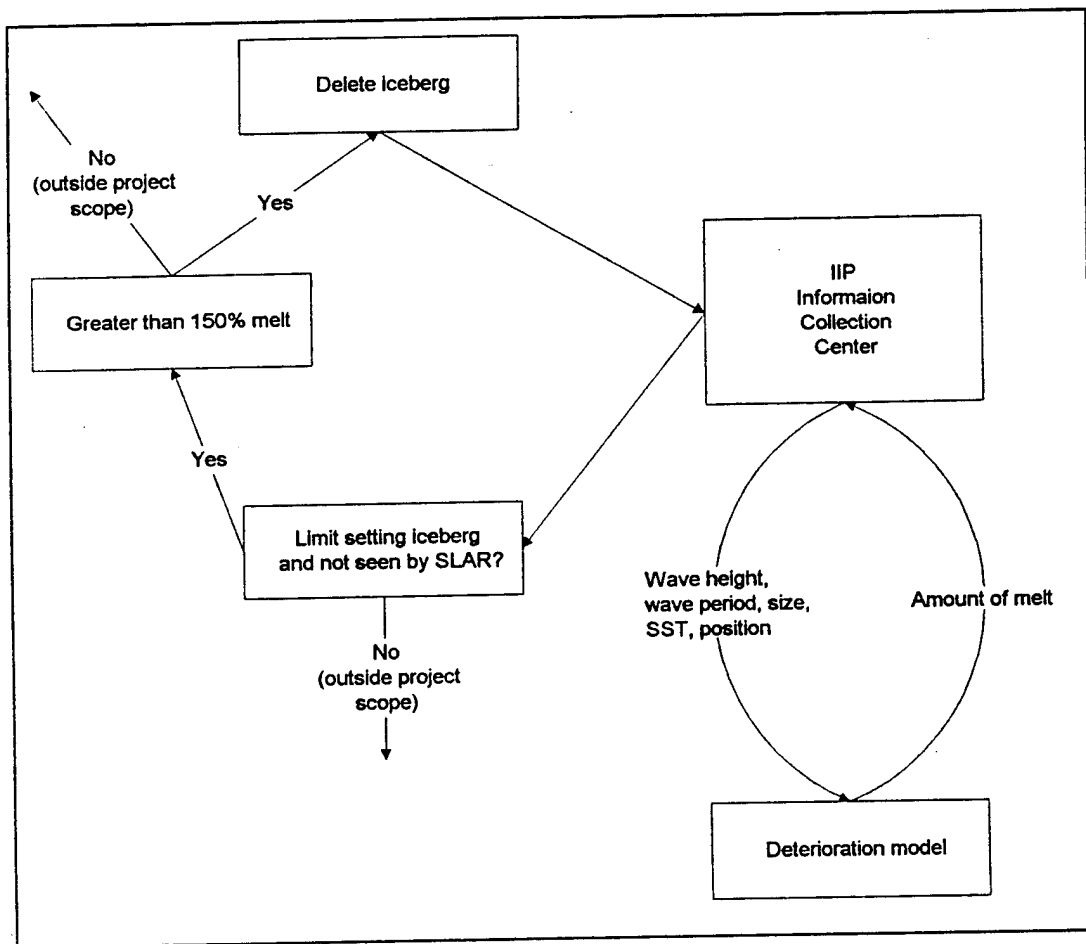 Delete iceberg
No
(outside project
scope)
Yes
Greater than 150% melt
IIP
Informaion
Collection
Center
Yes
Limit setting iceberg
and not seen by SLAR?
No
(outside project
scope)
Wave height,
wave period, size,
SST, position
Amount of melt
Deterioration model